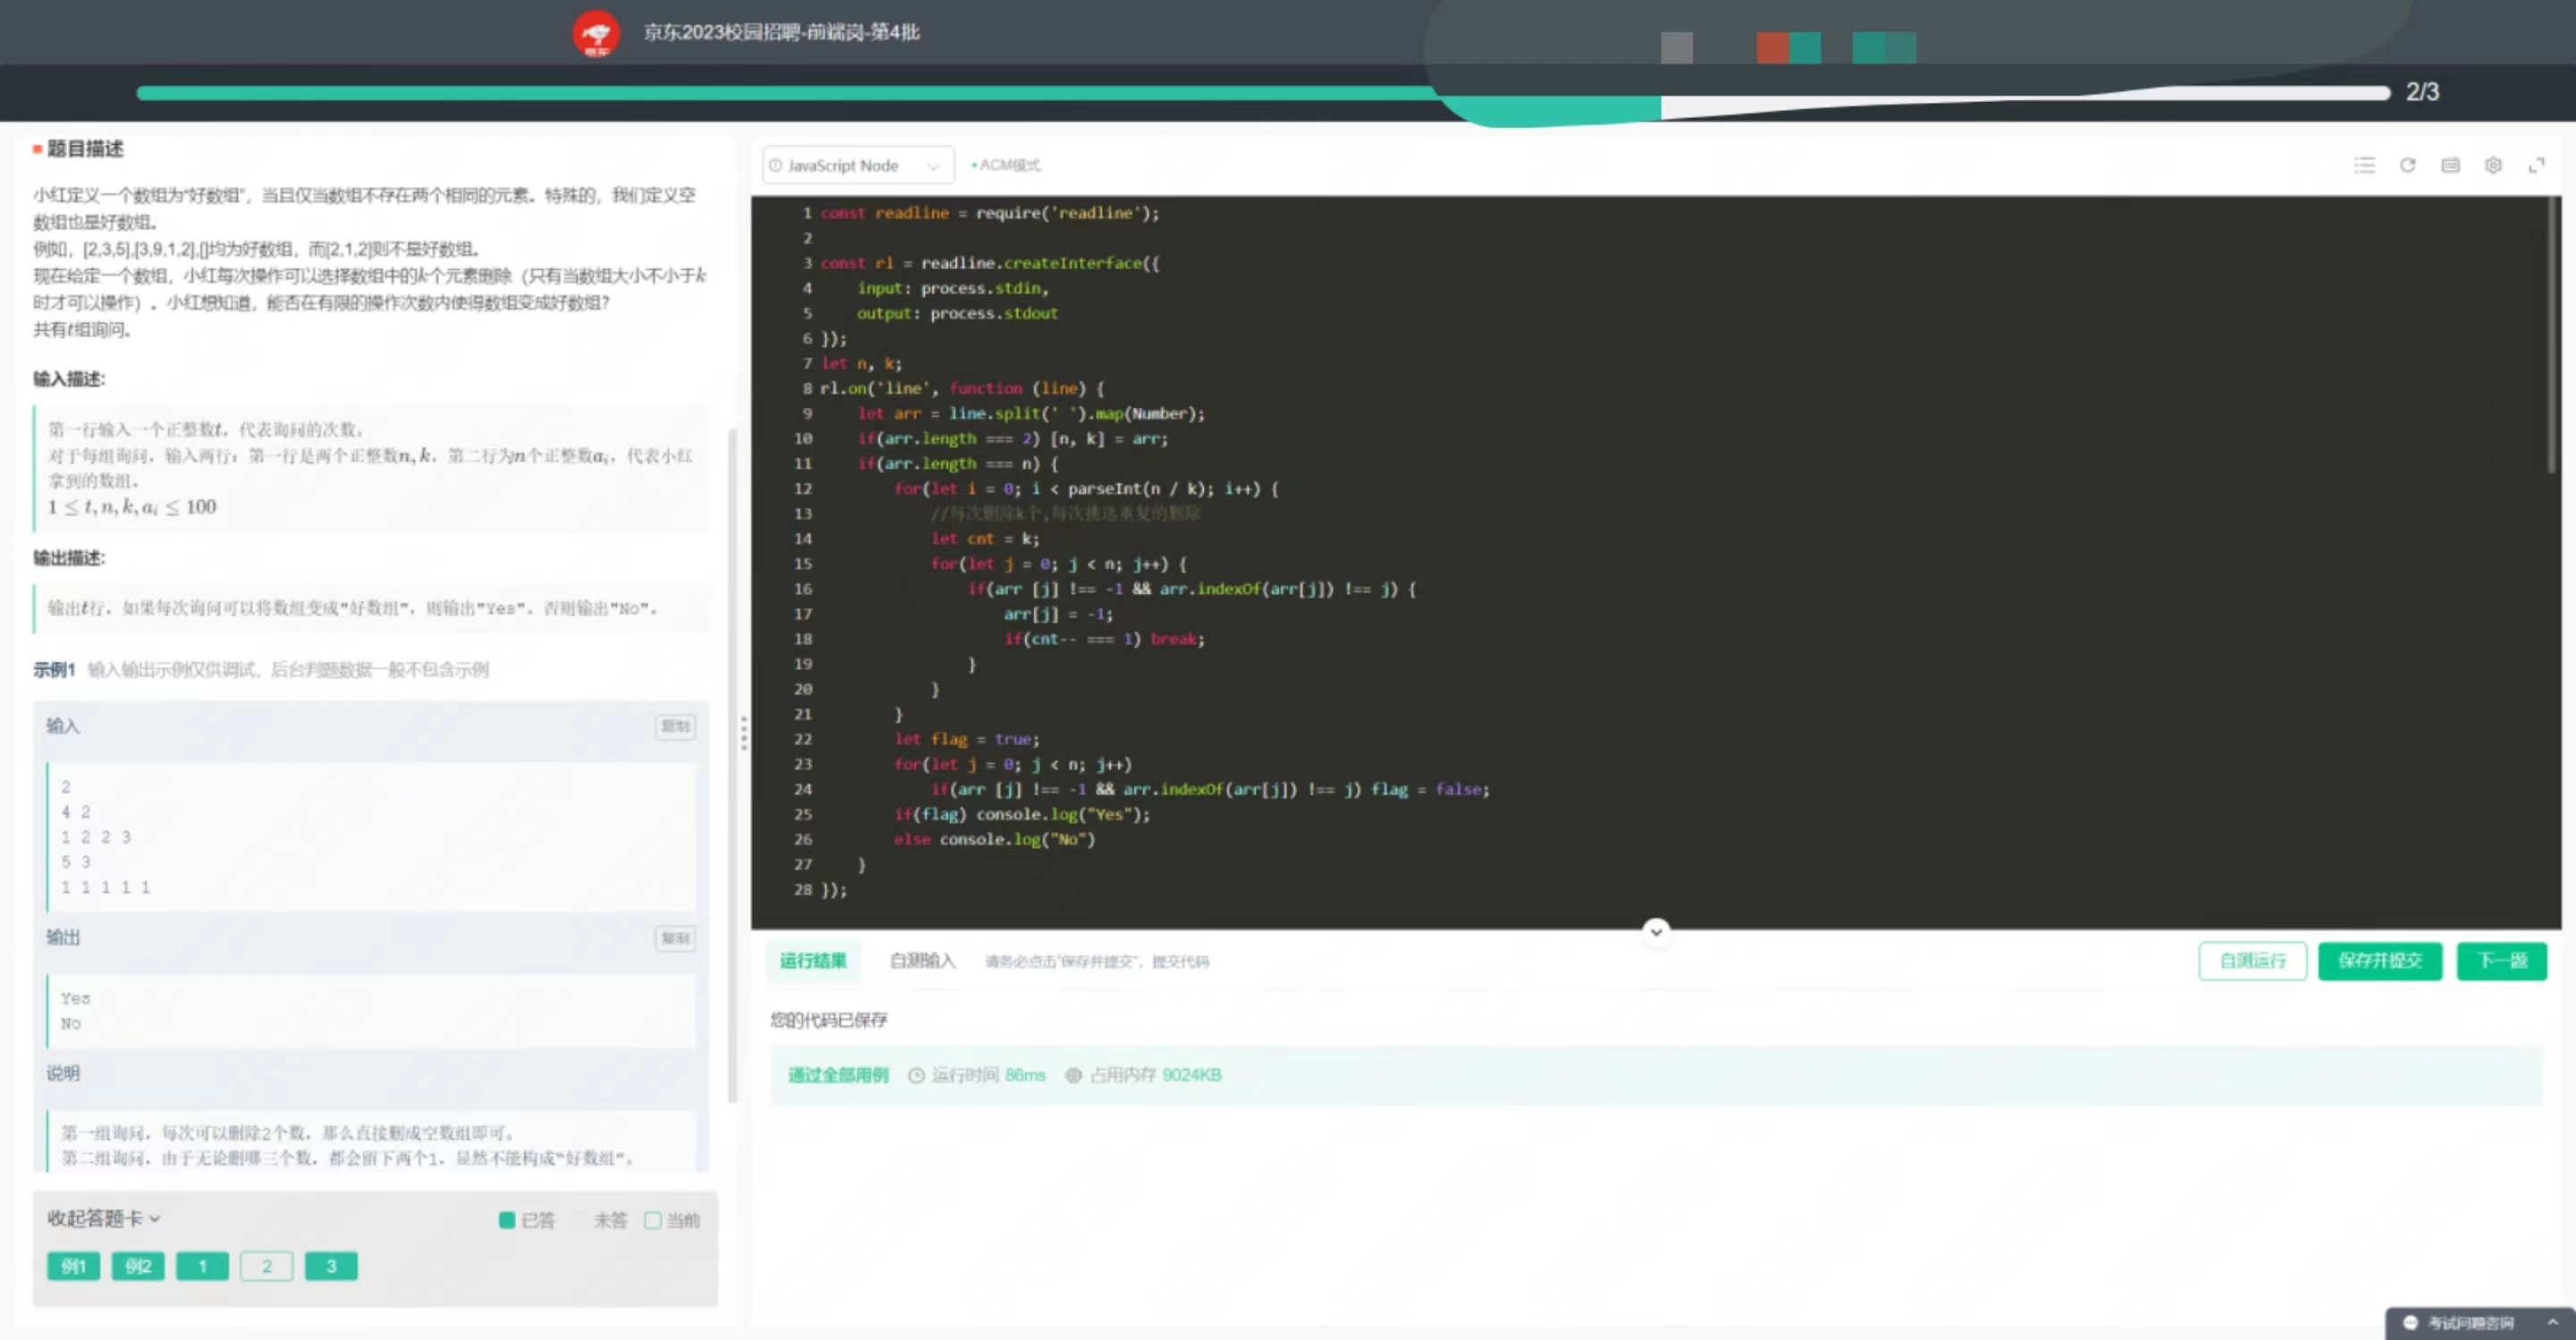 京东
京东2023校园招聘-前端岗-第4批
2/3
题目描述
小红定义一个数组为“好数组”，当且仅当数组不存在两个相同的元素。特殊的，我们定义空
数组也是好数组。
例如，[2,3,5],[3,9,1,2],[]均为好数组，而[2,1,2]则不是好数组。
现在给定一个数组，小红每次操作可以选择数组中的k个元素删除（只有当数组大小不小于k
时才可以操作）。小红想知道，能否在有限的操作次数内使得数组变成好数组？
共有t组询问。
输入描述:
第一行输入一个正整数t，代表询问的次数。
对于每组询问，输入两行：第一行是两个正整数n,k，第二行为n个正整数aᵢ，代表小红
拿到的数组。
1 ≤ t, n, k, aᵢ ≤ 100
输出描述:
输出t行，如果每次询问可以将数组变成"好数组"，则输出"Yes"。否则输出"No"。
示例1 输入输出示例仅供调试，后台判题数据一般不包含示例
输入 复制
2
4 2
1 2 2 3
5 3
1 1 1 1 1
输出 复制
Yes
No
说明
第一组询问，每次可以删除2个数，那么直接删成空数组即可。
第二组询问，由于无论删哪三个数，都会留下两个1，显然不能构成“好数组”。
收起答题卡 已答 未答 当前
例1 例2 1 2 3
JavaScript Node •ACM模式
1 const readline = require('readline');
2
3 const rl = readline.createInterface({
4     input: process.stdin,
5     output: process.stdout
6 });
7 let n, k;
8 rl.on('line', function (line) {
9     let arr = line.split(' ').map(Number);
10     if(arr.length === 2) [n, k] = arr;
11     if(arr.length === n) {
12         for(let i = 0; i < parseInt(n / k); i++) {
13             //每次删除k个,每次挑选重复的删除
14             let cnt = k;
15             for(let j = 0; j < n; j++) {
16                 if(arr [j] !== -1 && arr.indexOf(arr[j]) !== j) {
17                     arr[j] = -1;
18                     if(cnt-- === 1) break;
19                 }
20             }
21         }
22         let flag = true;
23         for(let j = 0; j < n; j++)
24             if(arr [j] !== -1 && arr.indexOf(arr[j]) !== j) flag = false;
25         if(flag) console.log("Yes");
26         else console.log("No")
27     }
28 });
运行结果 自测输入 请务必点击“保存并提交”，提交代码 自测运行 保存并提交 下一题
您的代码已保存
通过全部用例 运行时间 86ms 占用内存 9024KB
考试问题咨询